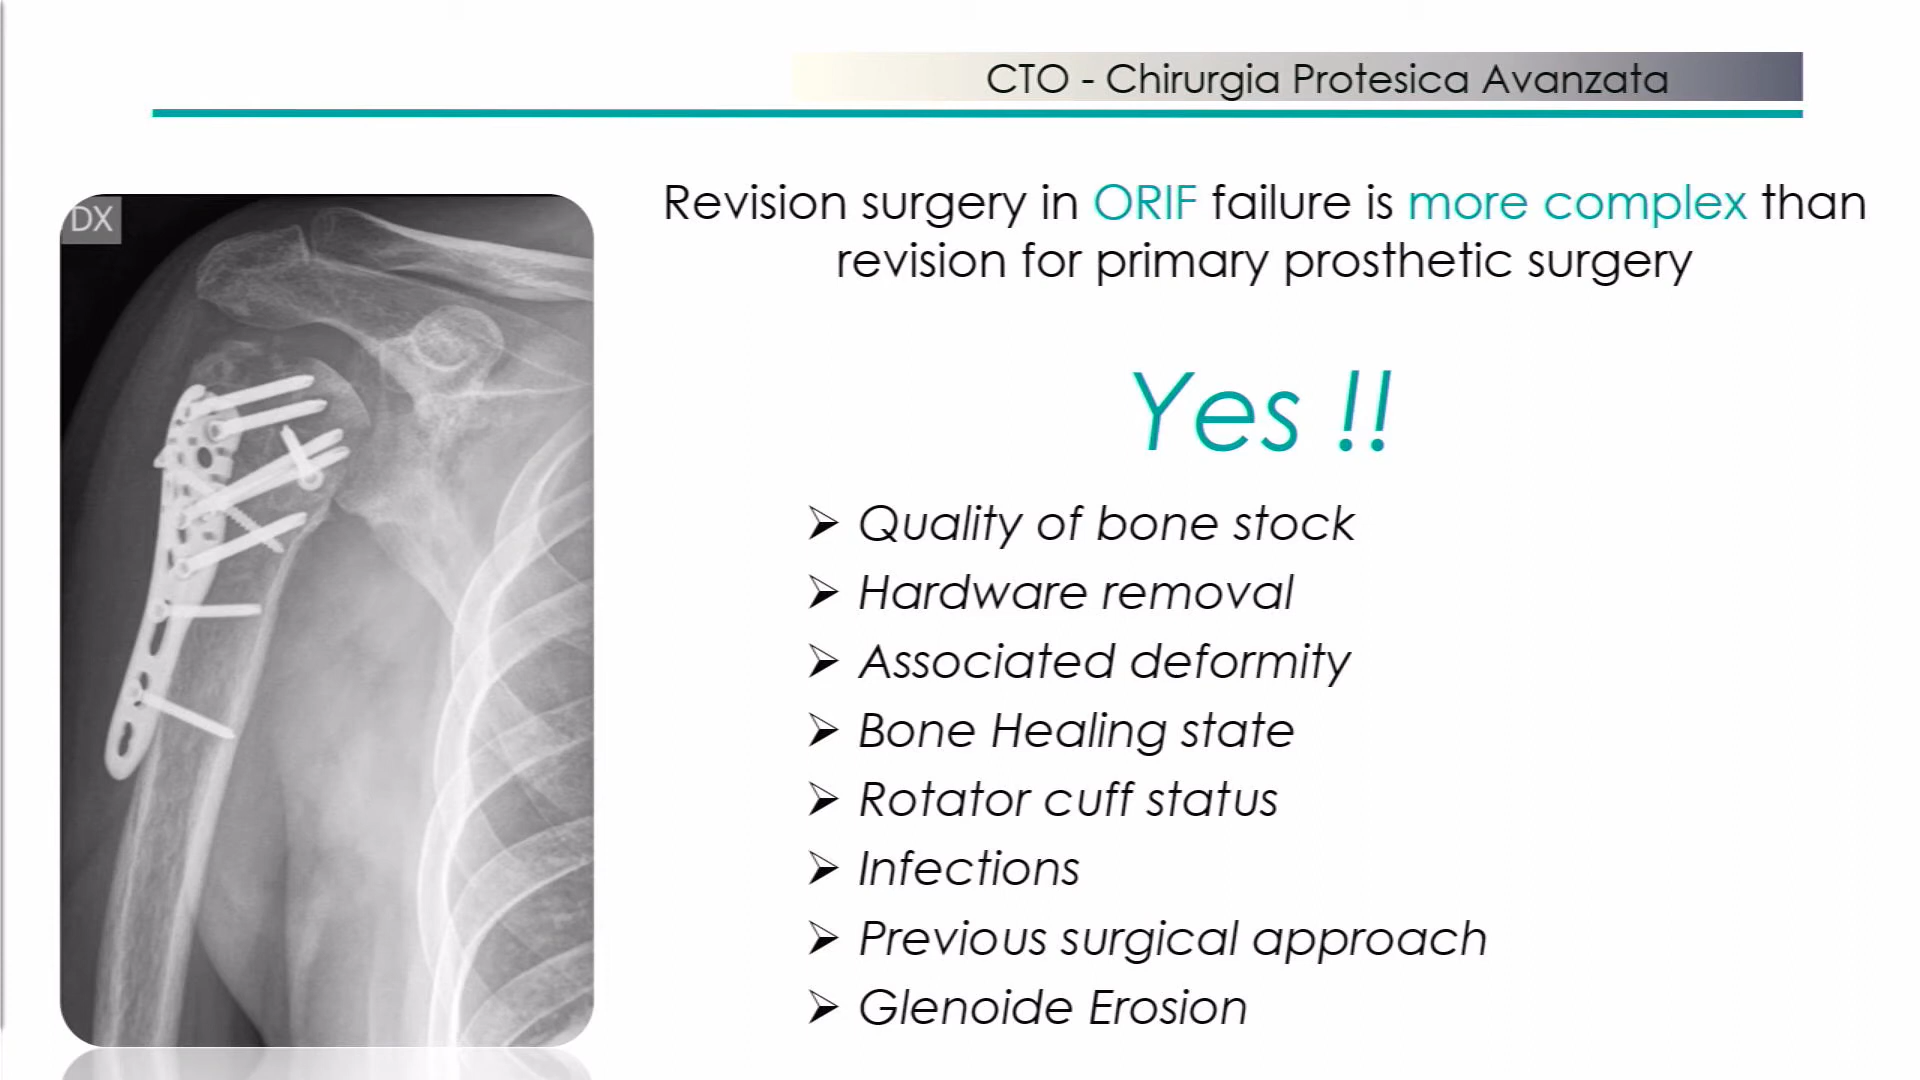 CTO - Chirurgia Protesica Avanzata
DX
Revision surgery in ORIF failure is more complex than
revision for primary prosthetic surgery
Yes !!
Quality of bone stock
Hardware removal
Associated deformity
Bone Healing state
Rotator cuff status
Infections
Previous surgical approach
Glenoide Erosion